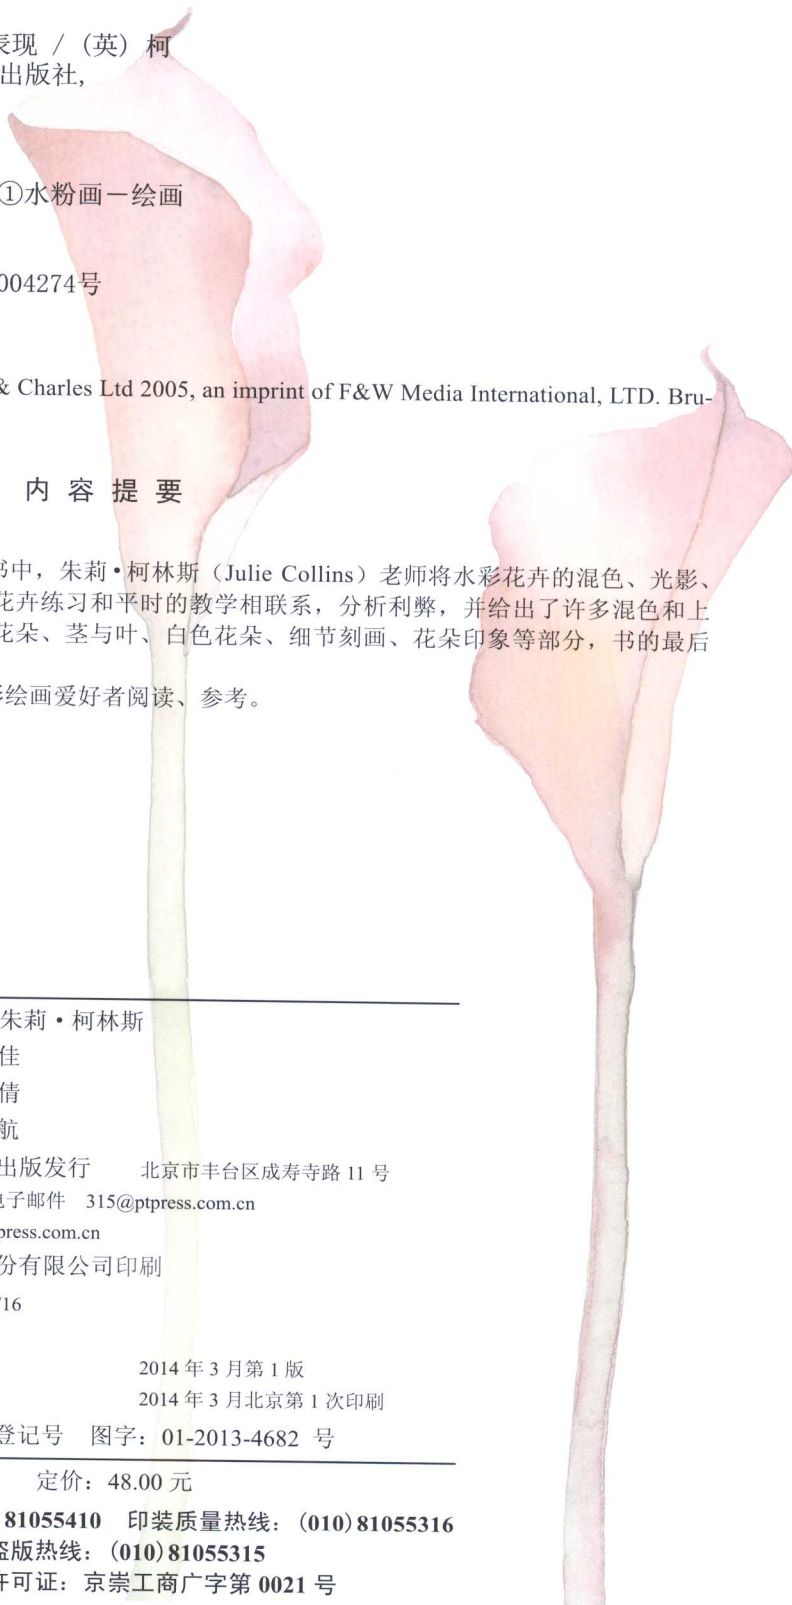 表现 / （英）柯
出版社，
①水粉画－绘画
004274号
& Charles Ltd 2005, an imprint of F&W Media International, LTD. Bru-
内 容 提 要
书中，朱莉·柯林斯（Julie Collins）老师将水彩花卉的混色、光影、
花卉练习和平时的教学相联系，分析利弊，并给出了许多混色和上
花朵、茎与叶、白色花朵、细节刻画、花朵印象等部分，书的最后
彩绘画爱好者阅读、参考。
朱莉·柯林斯
佳
倩
航
出版发行 北京市丰台区成寿寺路 11 号
电子邮件 315@ptpress.com.cn
press.com.cn
份有限公司印刷
/16
2014 年 3 月第 1 版
2014 年 3 月北京第 1 次印刷
登记号 图字：01-2013-4682 号
定价：48.00 元
81055410 印装质量热线：(010)81055316
盗版热线：(010)81055315
许可证：京崇工商广字第 0021 号